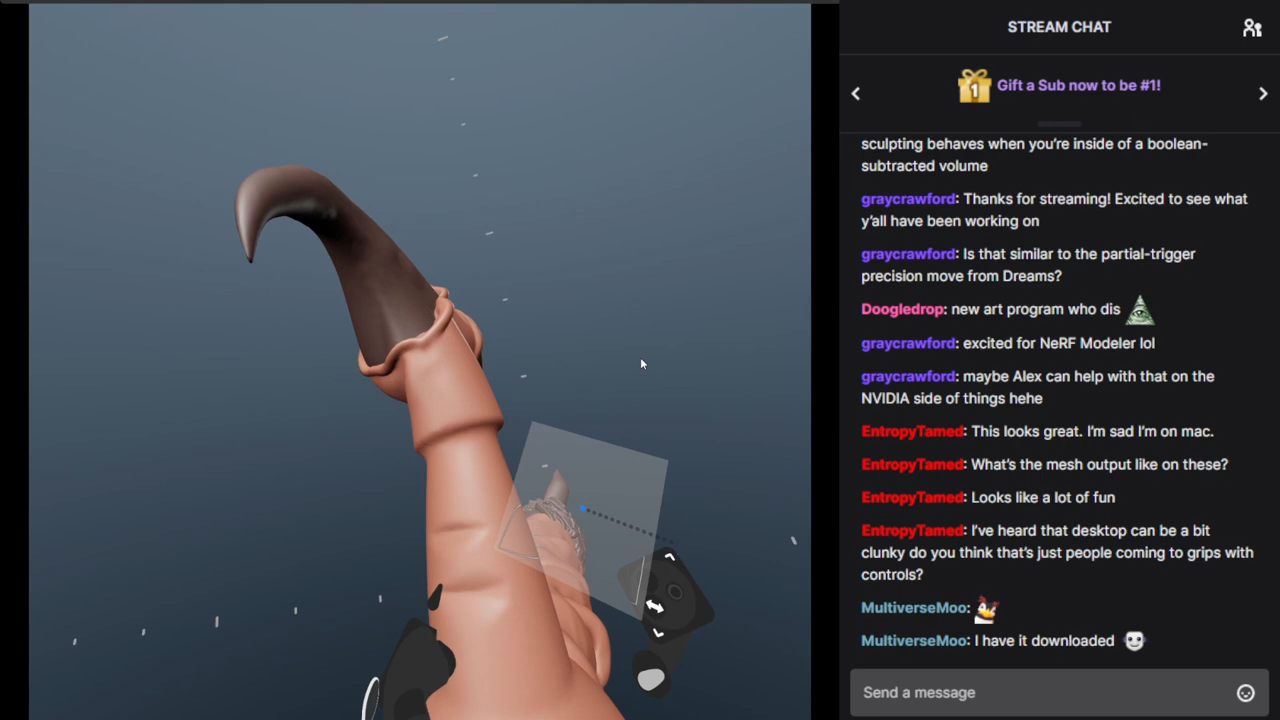 STREAM CHAT
1
Gift a Sub now to be #1!
sculpting behaves when you're inside of a boolean-
subtracted volume
graycrawford: Thanks for streaming! Excited to see what
y'all have been working on
graycrawford: Is that similar to the partial-trigger
precision move from Dreams?
Doogledrop: new art program who dis
graycrawford: excited for NeRF Modeler lol
graycrawford: maybe Alex can help with that on the
NVIDIA side of things hehe
EntropyTamed: This looks great. I'm sad I'm on mac.
EntropyTamed: What's the mesh output like on these?
EntropyTamed: Looks like a lot of fun
EntropyTamed: I've heard that desktop can be a bit
clunky do you think that's just people coming to grips with
controls?
MultiverseMoo:
MultiverseMoo: I have it downloaded
Send a message